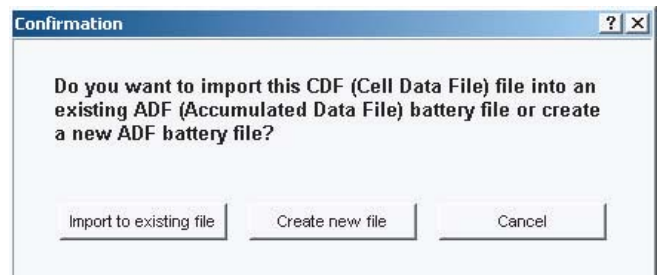 Confirmation
Do you want to import this CDF (Cell Data File) file into an
existing ADF (Accumulated Data File) battery file or create
a new ADF battery file?
Import to existing file Create new file Cancel